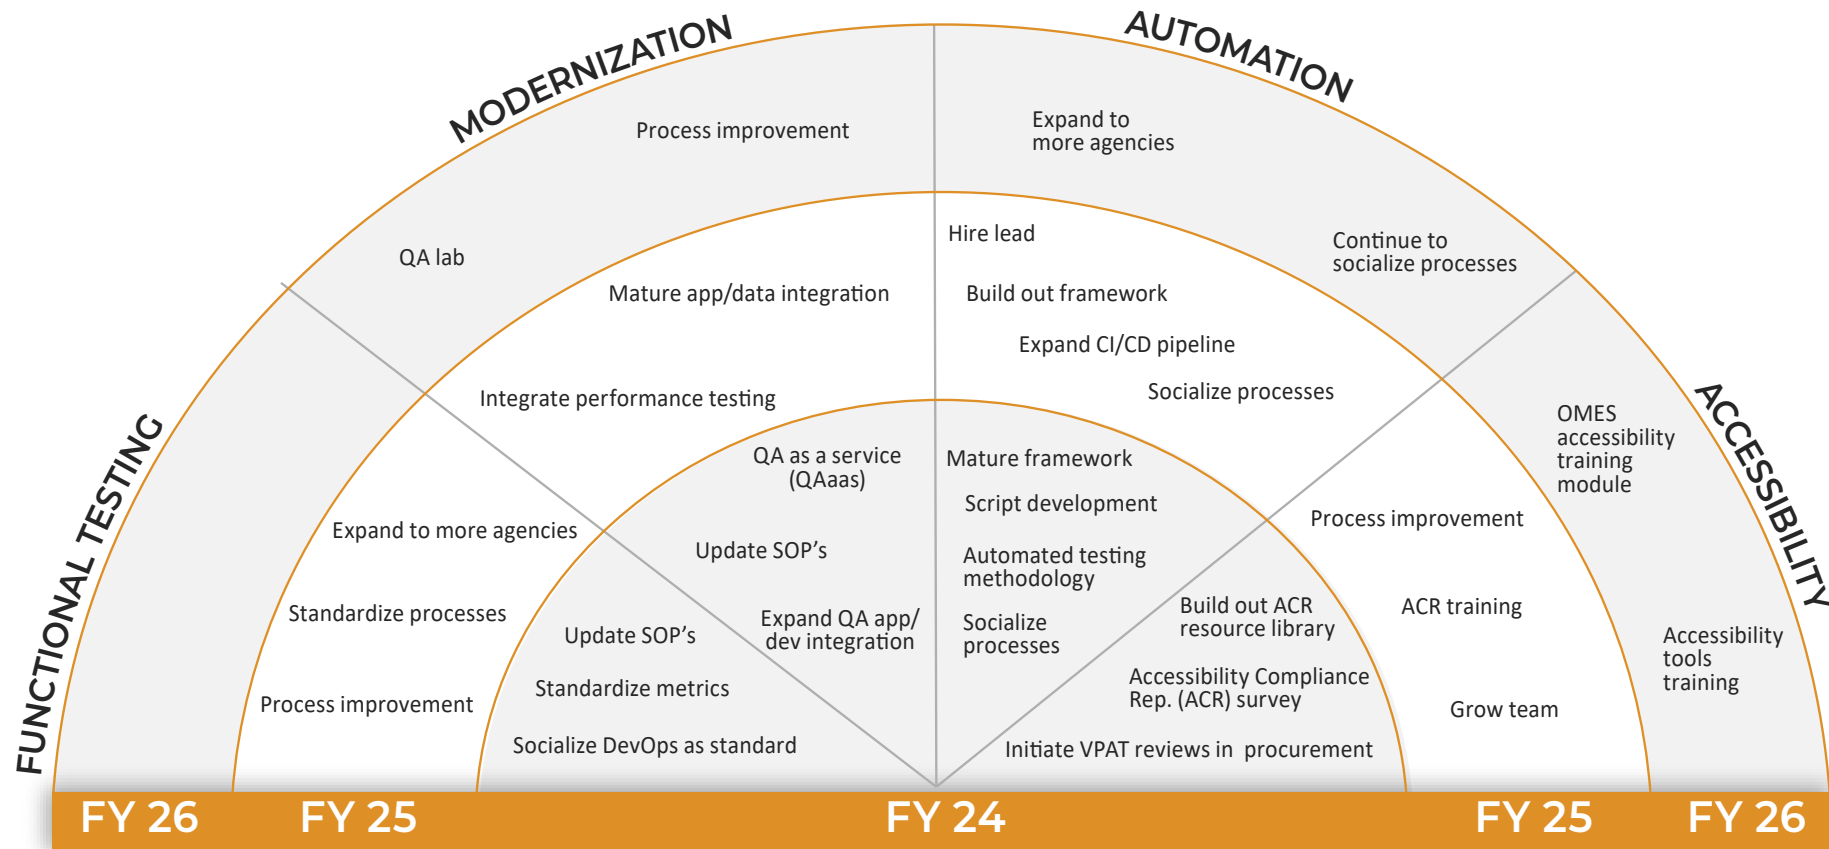 MODERNIZATION
AUTOMATION
FUNCTIONAL TESTING
ACCESSIBILITY
Process improvement
QA lab
Expand to
more agencies
Continue to
socialize processes
Mature app/data integration
Integrate performance testing
Hire lead
Build out framework
Expand CI/CD pipeline
Socialize processes
QA as a service
(QAaas)
Update SOP's
Expand QA app/
dev integration
Mature framework
Script development
Automated testing
methodology
Socialize
processes
Expand to more agencies
Standardize processes
Process improvement
Update SOP's
Standardize metrics
Socialize DevOps as standard
Build out ACR
resource library
Accessibility Compliance
Rep. (ACR) survey
Initiate VPAT reviews in procurement
Process improvement
ACR training
Grow team
OMES
accessibility
training
module
Accessibility
tools
training
FY 26
FY 25
FY 24
FY 25
FY 26